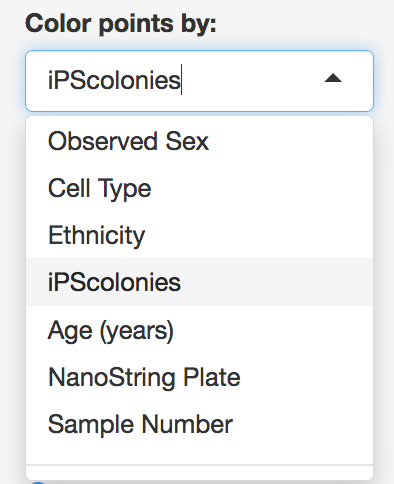 Color points by:
iPScolonies
Observed Sex
Cell Type
Ethnicity
iPScolonies
Age (years)
NanoString Plate
Sample Number